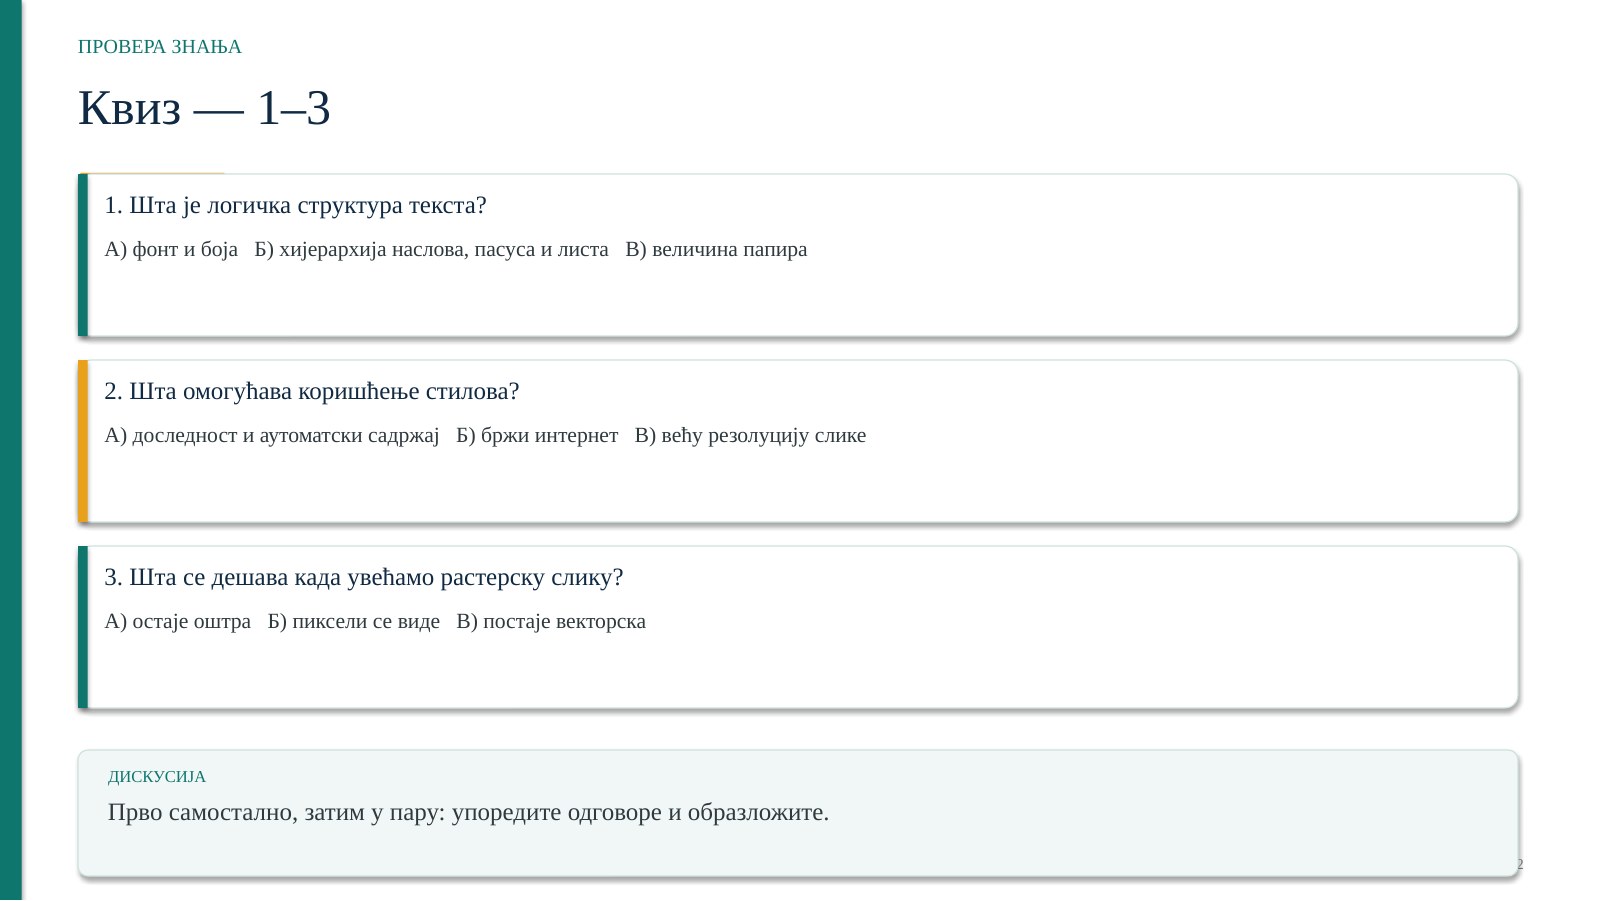 ПРОВЕРА ЗНАЊА
Квиз — 1–3
1. Шта је логичка структура текста?
А) фонт и боја   Б) хијерархија наслова, пасуса и листа   В) величина папира
2. Шта омогућава коришћење стилова?
А) доследност и аутоматски садржај   Б) бржи интернет   В) већу резолуцију слике
3. Шта се дешава када увећамо растерску слику?
А) остаје оштра   Б) пиксели се виде   В) постаје векторска
ДИСКУСИЈА
Прво самостално, затим у пару: упоредите одговоре и образложите.